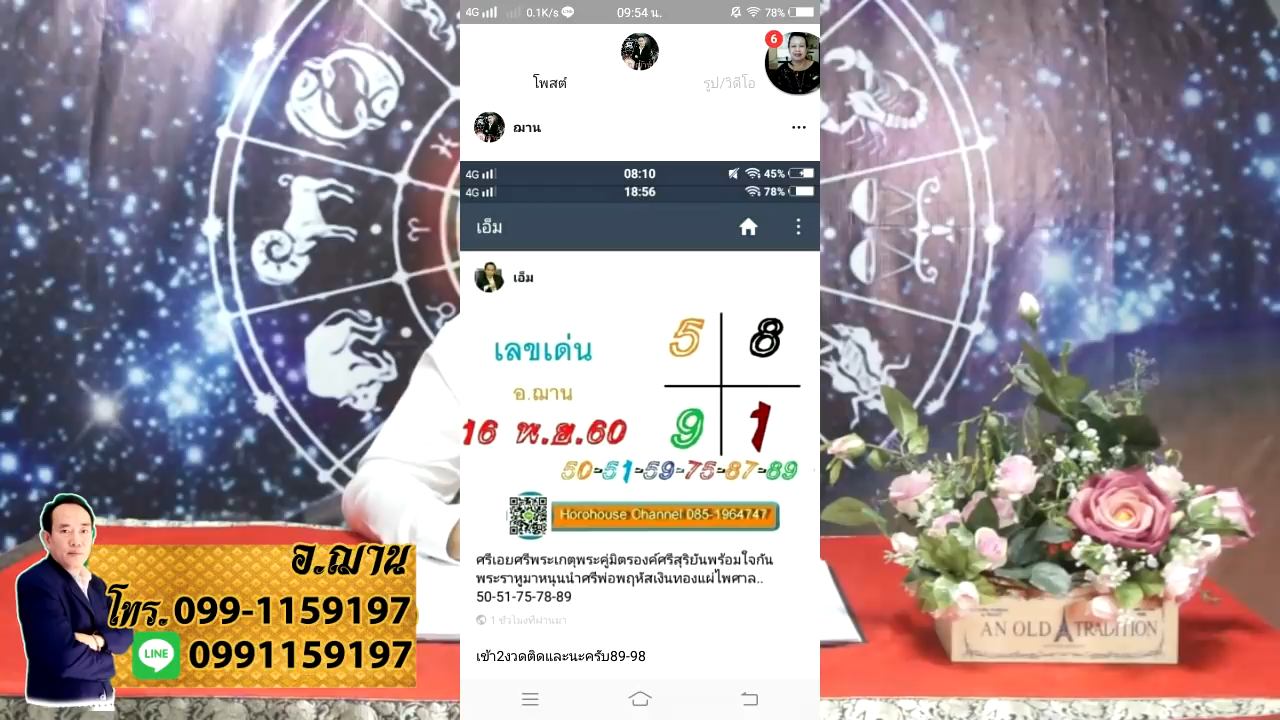 4G 0.1K/s 09:54 น. 78%
6
โพสต์ รูป/วิดีโอ
ฌาน
4G 08:10 45%
4G 18:56 78%
เอ็ม
เอ็ม
เลขเด่น
อ.ฌาน
16 พ.ย.60
5 8
9 1
50-51-59-75-87-89
Horohouse Channel 085-1964747
ศรีเอยศรีพระเกตุพระคู่มิตรองค์ศรีสุริยันพร้อมใจกัน
พระราหูมาหนุนนำศรีพ่อพฤหัสเงินทองแผ่ไพศาล..
50-51-75-78-89
1 ชั่วโมงที่ผ่านมา
เข้า2งวดติดและนะครับ89-98
อ.ฌาน
โทร. 099-1159197
LINE 0991159197
AN OLD TRADITION